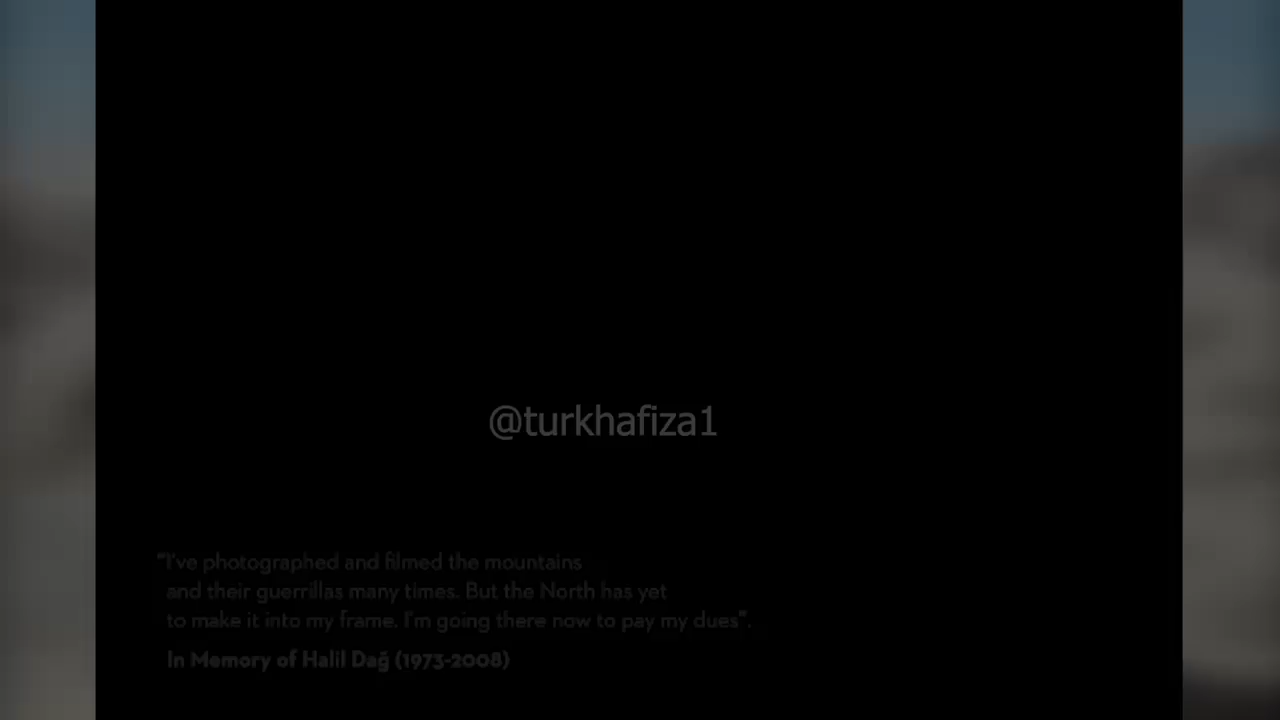 @turkhafiza1
"I've photographed and filmed the mountains
and their guerrillas many times. But the North has yet
to make it into my frame. I'm going there now to pay my dues".
In Memory of Halil Dağ (1973-2008)